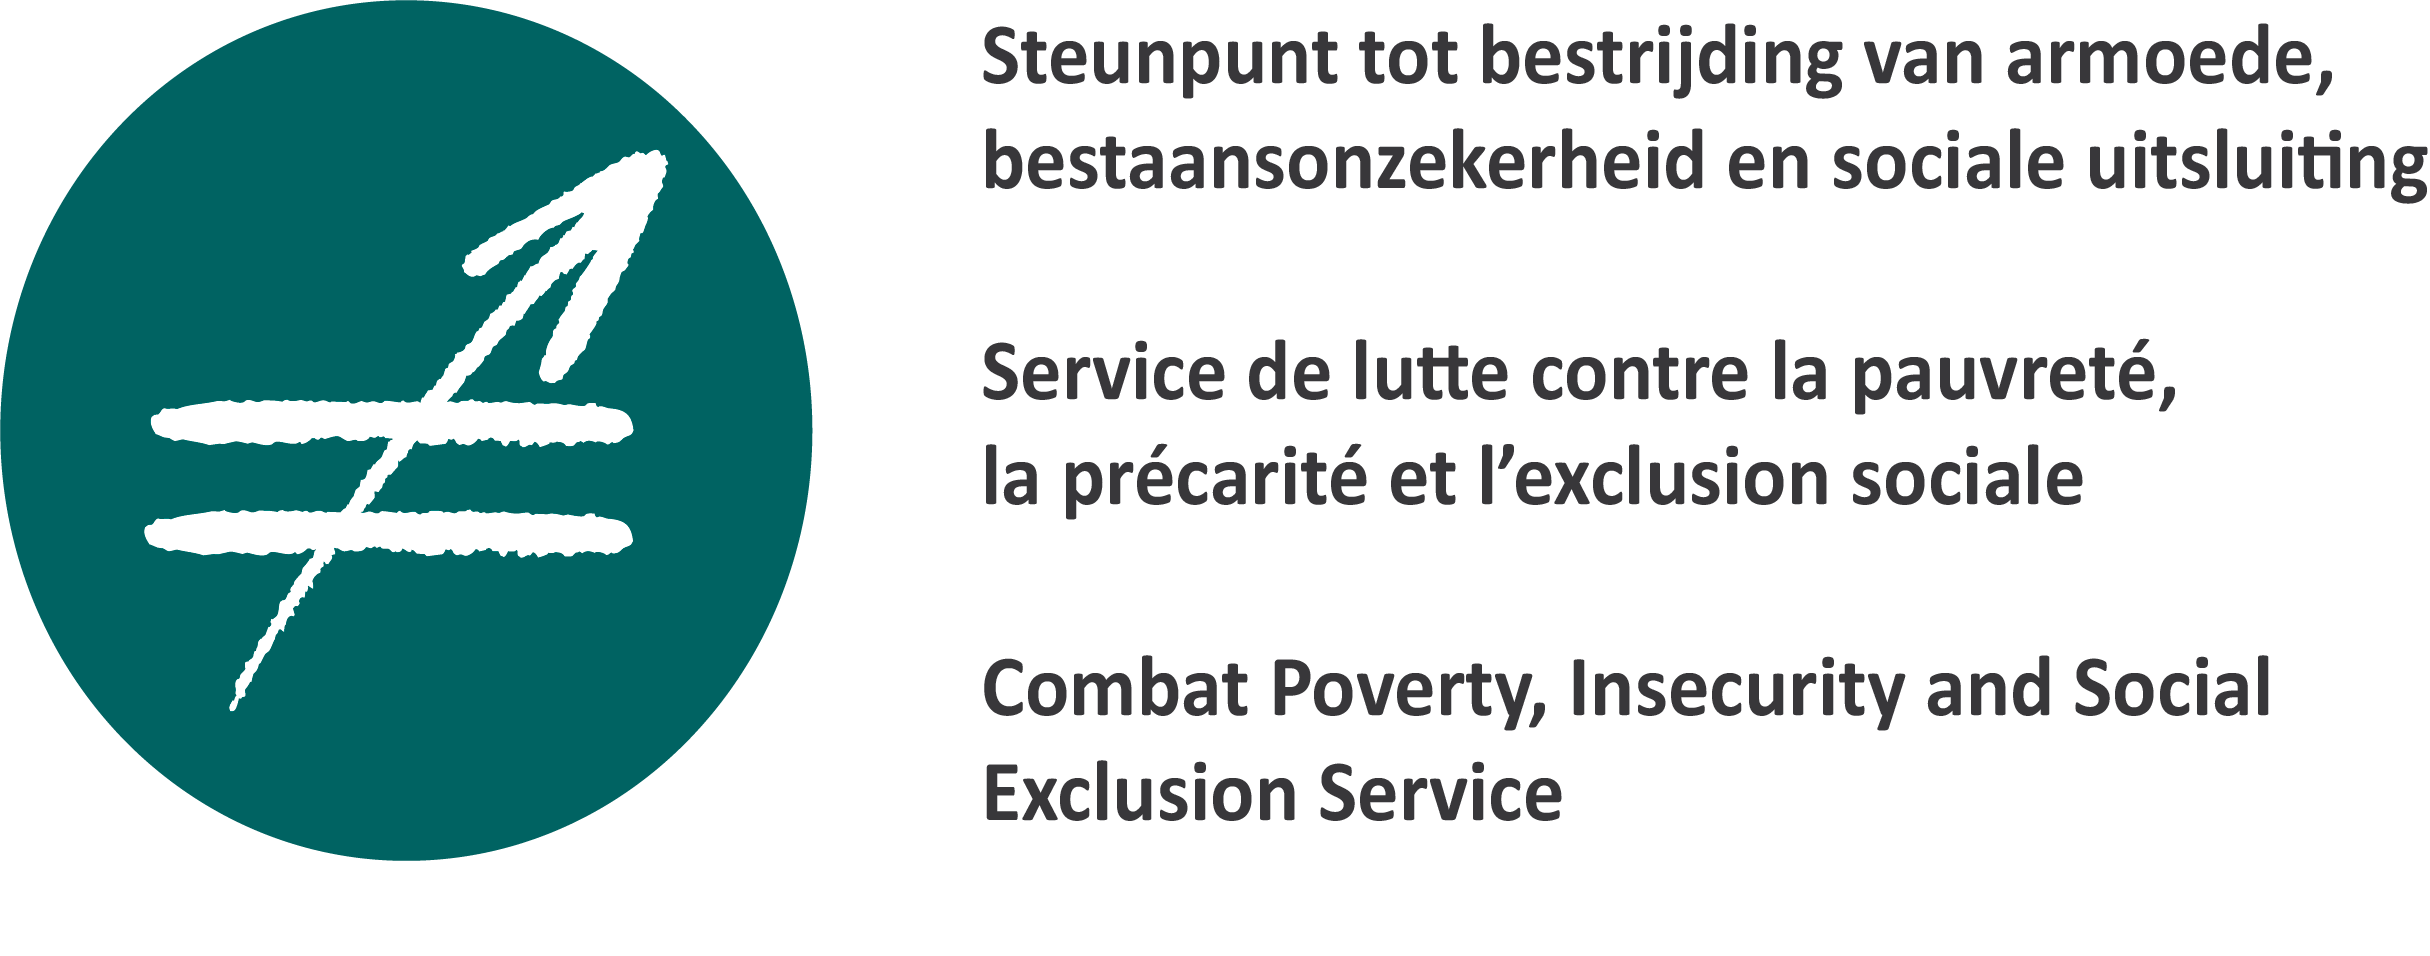 Steunpunt tot bestrijding van armoede,
bestaansonzekerheid en sociale uitsluiting
Service de lutte contre la pauvreté,
la précarité et l’exclusion sociale
Combat Poverty, Insecurity and Social
Exclusion Service